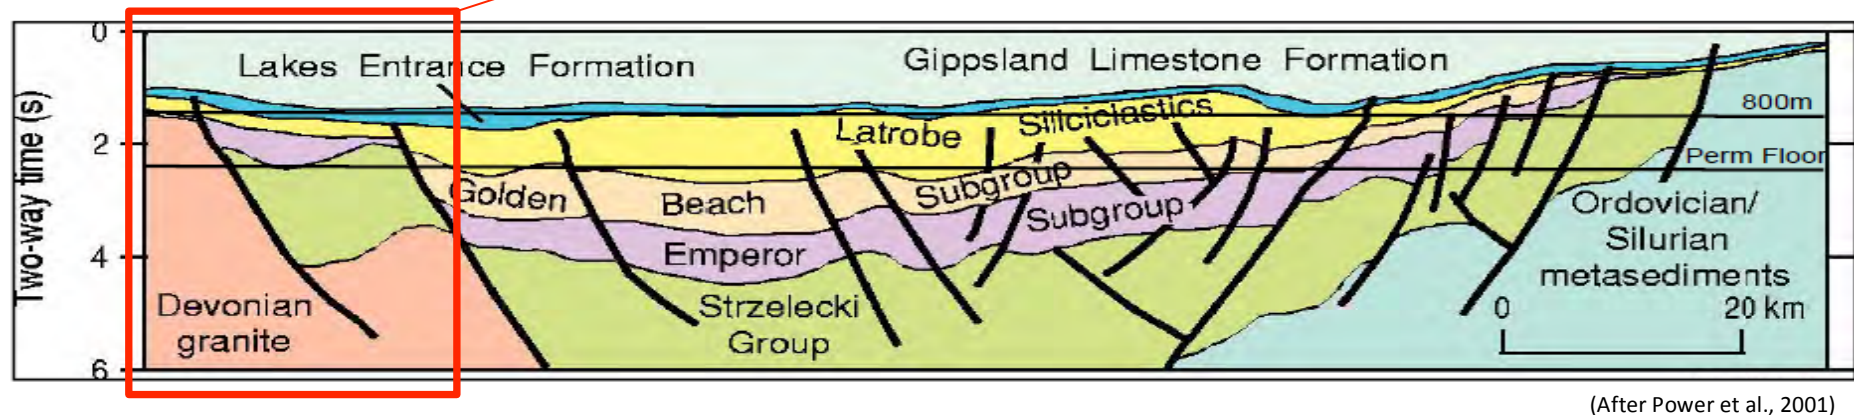 0
Lakes Entrance Formation
Gippsland Limestone Formation
Two-way time (s)
800m
Latrobe
Siliciclastics
2
Perm Floor
Golden
Beach
Subgroup
Subgroup
Ordovician/
Silurian
metasediments
4
Emperor
Devonian
granite
Strzelecki
Group
0
20 km
6
(After Power et al., 2001)